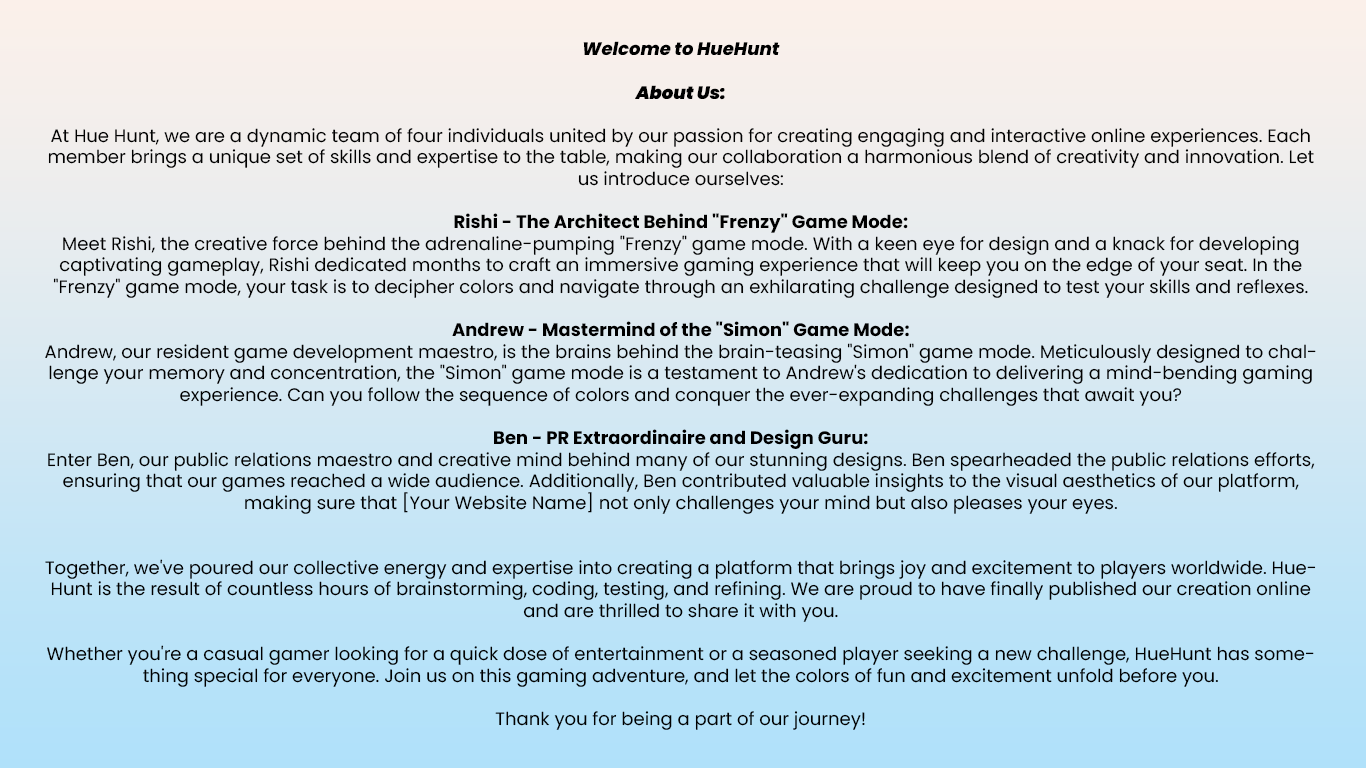 Welcome to HueHunt
About Us:
At Hue Hunt, we are a dynamic team of four individuals united by our passion for creating engaging and interactive online experiences. Each
member brings a unique set of skills and expertise to the table, making our collaboration a harmonious blend of creativity and innovation. Let
us introduce ourselves:
Rishi - The Architect Behind "Frenzy" Game Mode:
Meet Rishi, the creative force behind the adrenaline-pumping "Frenzy" game mode. With a keen eye for design and a knack for developing
captivating gameplay, Rishi dedicated months to craft an immersive gaming experience that will keep you on the edge of your seat. In the
"Frenzy" game mode, your task is to decipher colors and navigate through an exhilarating challenge designed to test your skills and reflexes.
Andrew - Mastermind of the "Simon" Game Mode:
Andrew, our resident game development maestro, is the brains behind the brain-teasing "Simon" game mode. Meticulously designed to chal-
lenge your memory and concentration, the "Simon" game mode is a testament to Andrew's dedication to delivering a mind-bending gaming
experience. Can you follow the sequence of colors and conquer the ever-expanding challenges that await you?
Ben - PR Extraordinaire and Design Guru:
Enter Ben, our public relations maestro and creative mind behind many of our stunning designs. Ben spearheaded the public relations efforts,
ensuring that our games reached a wide audience. Additionally, Ben contributed valuable insights to the visual aesthetics of our platform,
making sure that [Your Website Name] not only challenges your mind but also pleases your eyes.
Together, we've poured our collective energy and expertise into creating a platform that brings joy and excitement to players worldwide. Hue-
Hunt is the result of countless hours of brainstorming, coding, testing, and refining. We are proud to have finally published our creation online
and are thrilled to share it with you.
Whether you're a casual gamer looking for a quick dose of entertainment or a seasoned player seeking a new challenge, HueHunt has some-
thing special for everyone. Join us on this gaming adventure, and let the colors of fun and excitement unfold before you.
Thank you for being a part of our journey!